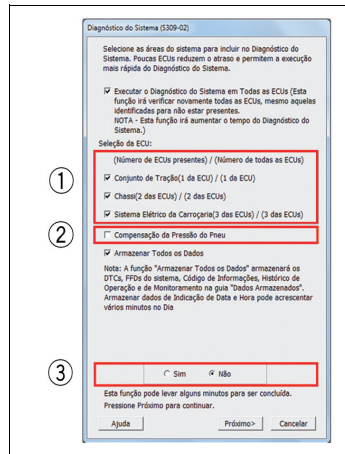 Diagnóstico do Sistema (S309-02)
Selecione as áreas do sistema para incluir no Diagnóstico do
Sistema. Poucas ECUs reduzem o atraso e permitem a execução
mais rápida do Diagnóstico do Sistema.
Executar o Diagnóstico do Sistema em Todas as ECUs (Esta
função irá verificar novamente todas as ECUs, mesmo aquelas
identificadas para não estar presentes.
NOTA - Esta função irá aumentar o tempo do Diagnóstico do
Sistema.)
Seleção da ECU:
(Número de ECUs presentes) / (Número de todas as ECUs)
1
Conjunto de Tração(1 da ECU) / (1 da ECU)
Chassi(2 das ECUs) / (2 das ECUs)
Sistema Elétrico da Carroçaria(3 das ECUs) / (3 das ECUs)
2
Compensação da Pressão do Pneu
Armazenar Todos os Dados
Nota: A função "Armazenar Todos os Dados" armazenará os
DTCs, FFDs do sistema, Código de Informações, Histórico de
Operação e de Monitoramento na guia "Dados Armazenados".
Armazenar dados de Indicação de Data e Hora pode acrescentar
vários minutos no Dia
3
Sim Não
Esta função pode levar alguns minutos para ser concluída.
Pressione Próximo para continuar.
Ajuda Próximo> Cancelar